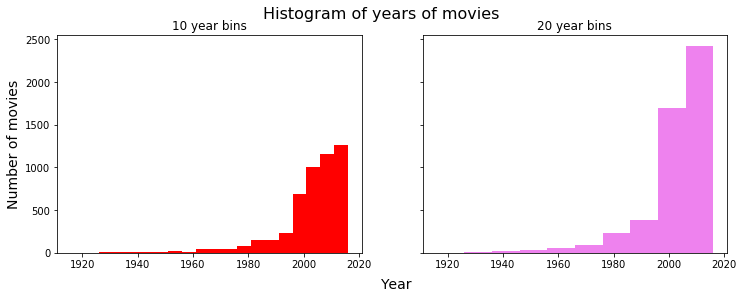 Histogram of years of movies
10 year bins
20 year bins
Number of movies
2500
2000
1500
1000
500
0
1920 1940 1960 1980 2000 2020
1920 1940 1960 1980 2000 2020
Year